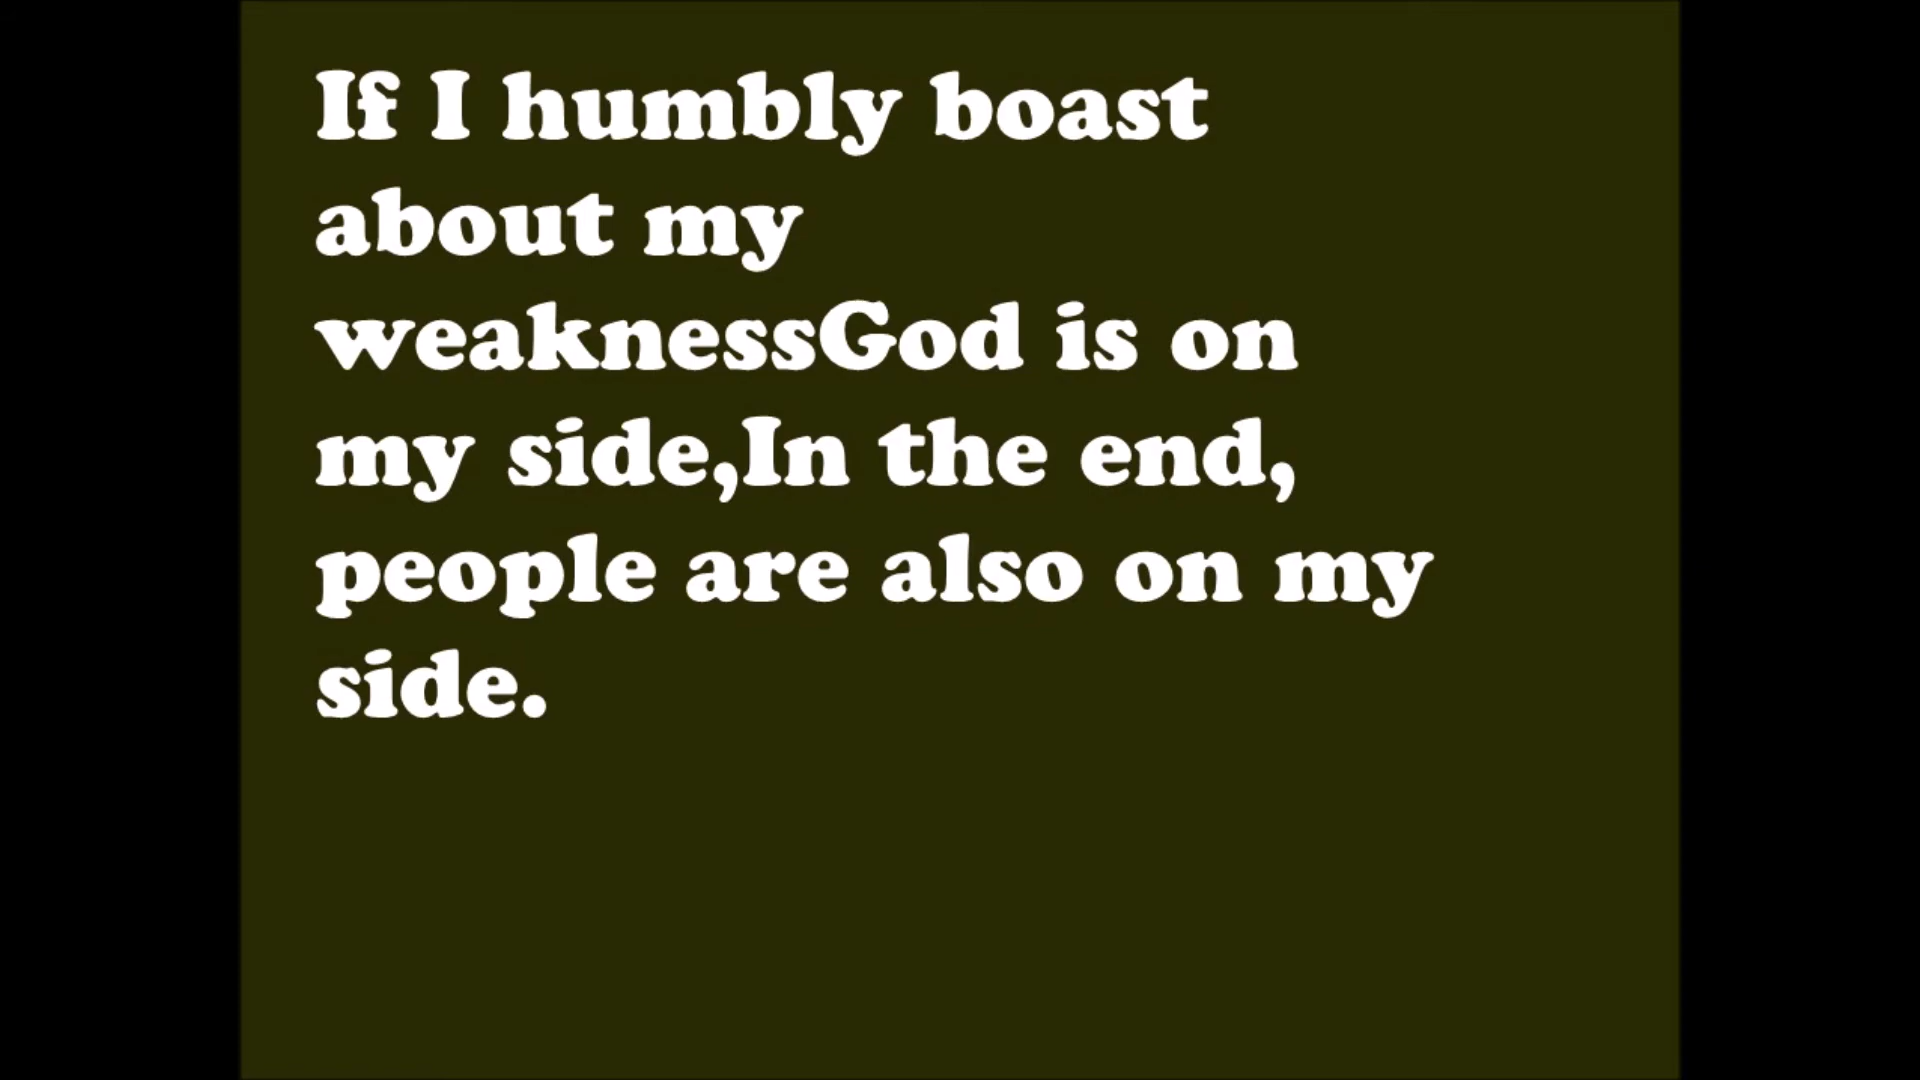 If I humbly boast
about my
weaknessGod is on
my side,In the end,
people are also on my
side.